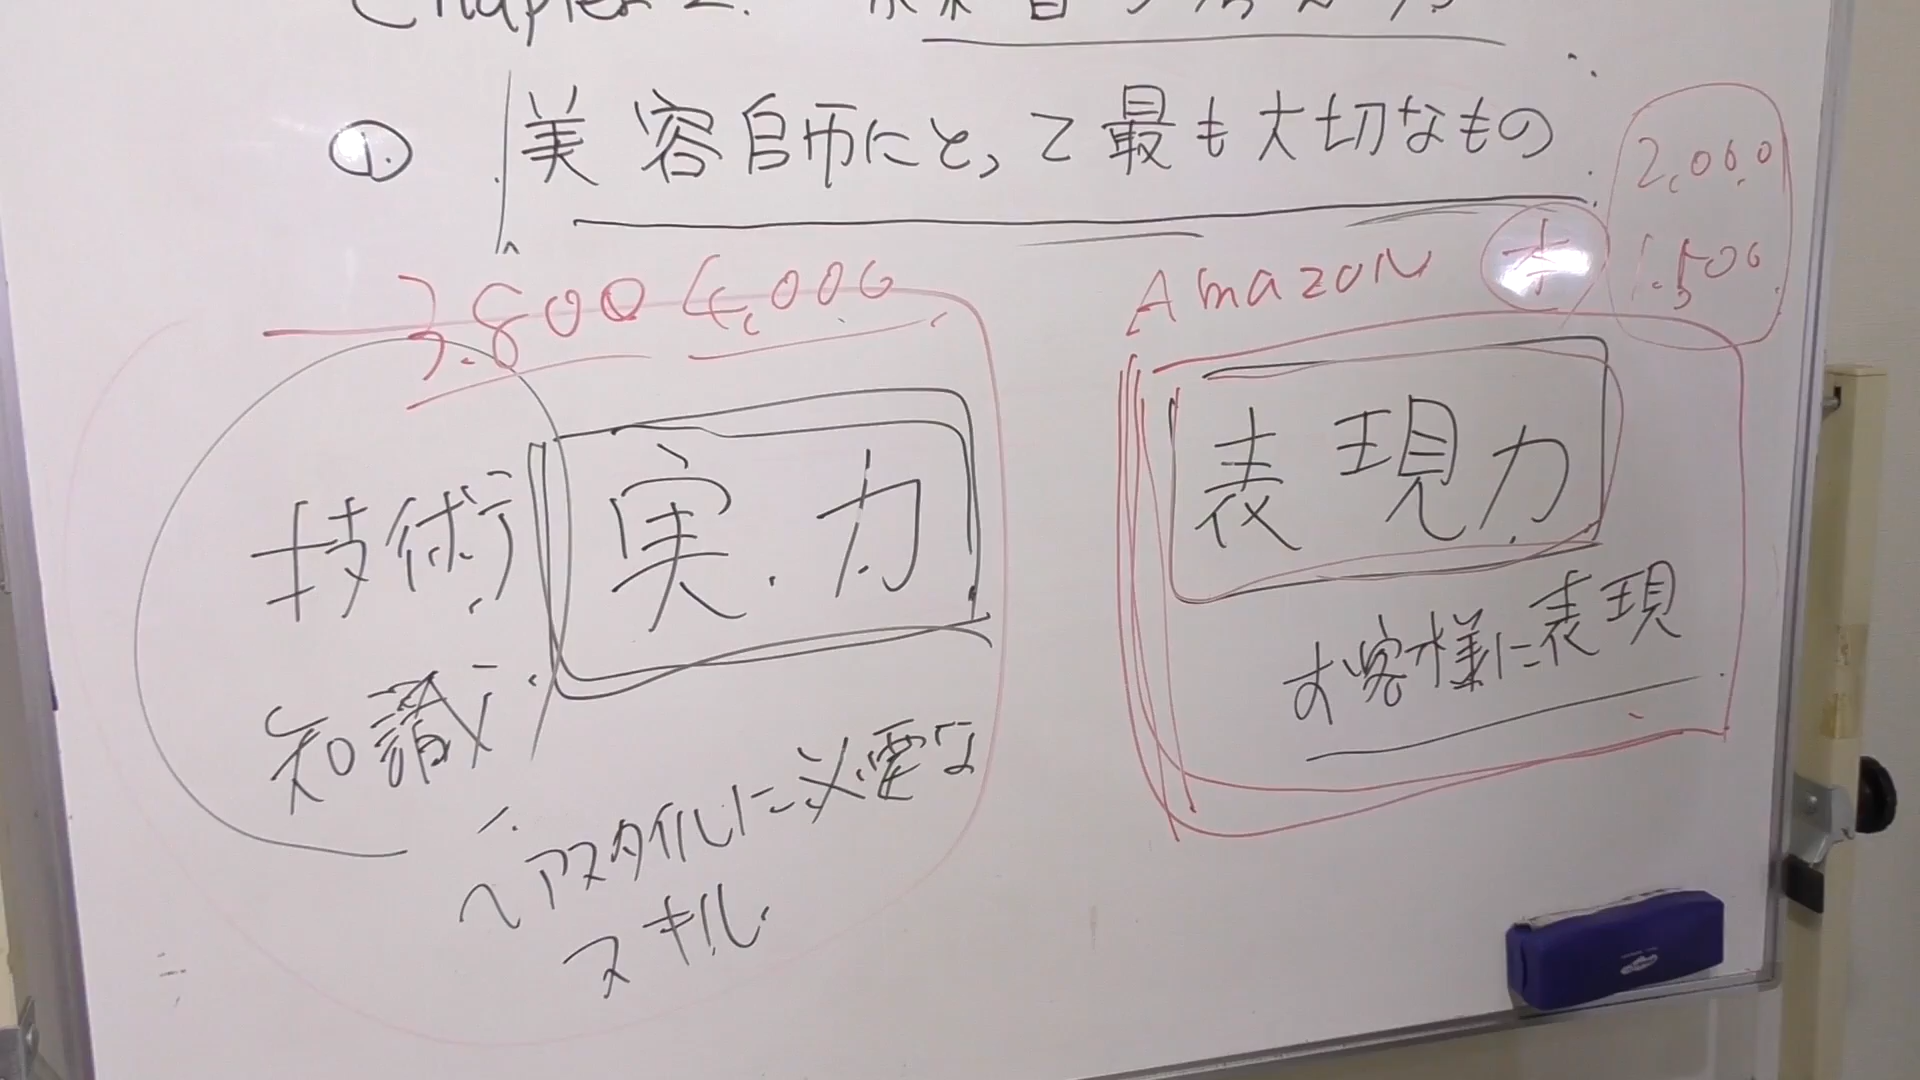 Chapter 2.
① 美容師にとって最も大切なもの
2,000
1,500
3,800 4,000
Amazon 本
技術
知識
実力
ヘアスタイルに必要な
スキル
表現力
お客様に表現